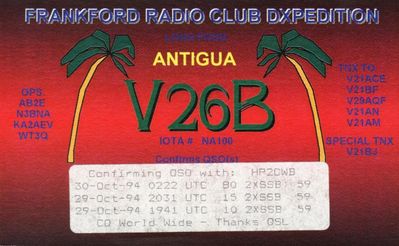 FRANKFORD RADIO CLUB DXPEDITION
ANTIGUA
V26B
IOTA # NA100
OPS:
AB2E
N3BNA
KA2AEV
WT3Q
TNX TO:
V21ACE
V21BF
V29AQF
V21AN
V21AM
SPECIAL TNX
V21BJ
Confirms QSO(s)
Confirming QSO with: HP2CWB
30-Oct-94 0222 UTC 80 2XSSB 59
29-Oct-94 2031 UTC 15 2XSSB 59
29-Oct-94 1941 UTC 10 2XSSB 59
CQ World Wide - Thanks QSL